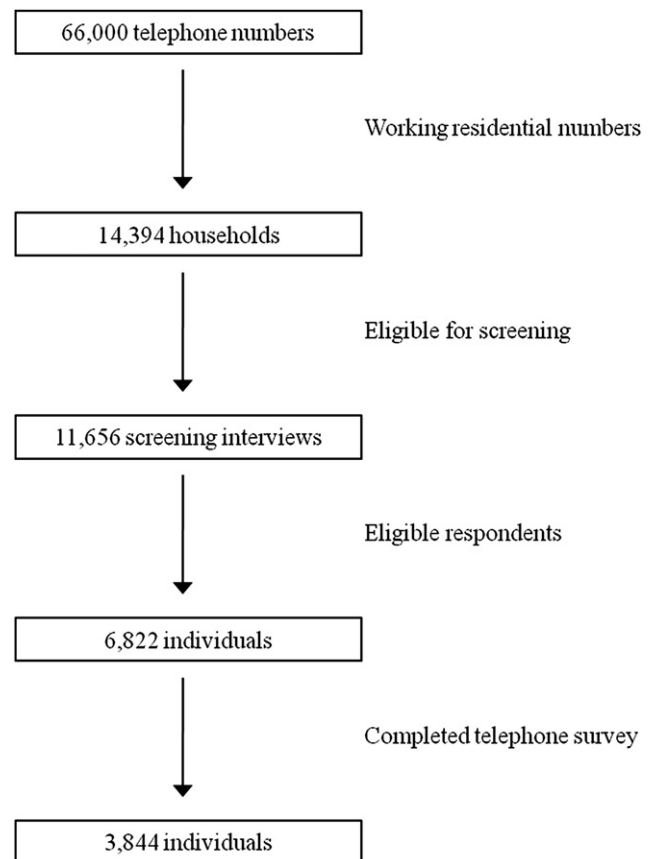 66,000 telephone numbers
Working residential numbers
14,394 households
Eligible for screening
11,656 screening interviews
Eligible respondents
6,822 individuals
Completed telephone survey
3,844 individuals